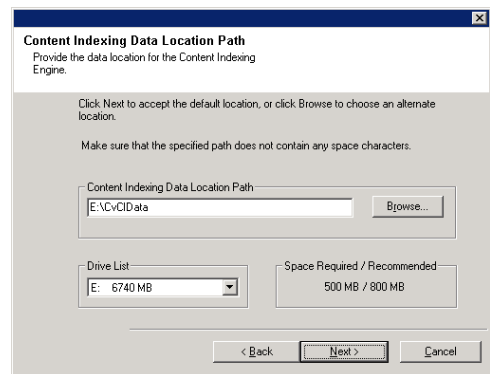 Content Indexing Data Location Path
Provide the data location for the Content Indexing
Engine.
Click Next to accept the default location, or click Browse to choose an alternate
location.
Make sure that the specified path does not contain any space characters.
Content Indexing Data Location Path
E:\CvCIData
Browse...
Drive List
E: 6740 MB
Space Required / Recommended
500 MB / 800 MB
< Back
Next >
Cancel